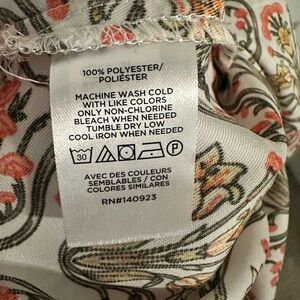 100% POLYESTER/
POLIÉSTER
MACHINE WASH COLD
WITH LIKE COLORS
ONLY NON-CHLORINE
BLEACH WHEN NEEDED
TUMBLE DRY LOW
COOL IRON WHEN NEEDED
30 P
AVEC DES COULEURS
SEMBLABLES / CON
COLORES SIMILARES
RN#140923